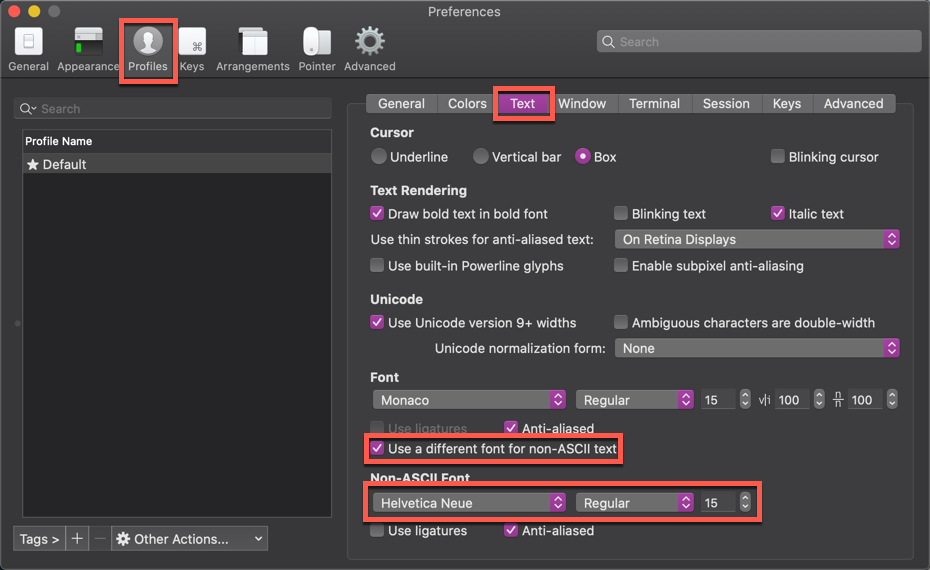 Preferences
General Appearance Profiles Keys Arrangements Pointer Advanced
Search
Search
Profile Name
Default
Tags >
+
−
Other Actions...
General Colors Text Window Terminal Session Keys Advanced
Cursor
Underline Vertical bar Box Blinking cursor
Text Rendering
Draw bold text in bold font Blinking text Italic text
Use thin strokes for anti-aliased text: On Retina Displays
Use built-in Powerline glyphs Enable subpixel anti-aliasing
Unicode
Use Unicode version 9+ widths Ambiguous characters are double-width
Unicode normalization form: None
Font
Monaco Regular 15 100 100
Use ligatures Anti-aliased
Use a different font for non-ASCII text
Non-ASCII Font
Helvetica Neue Regular 15
Use ligatures Anti-aliased